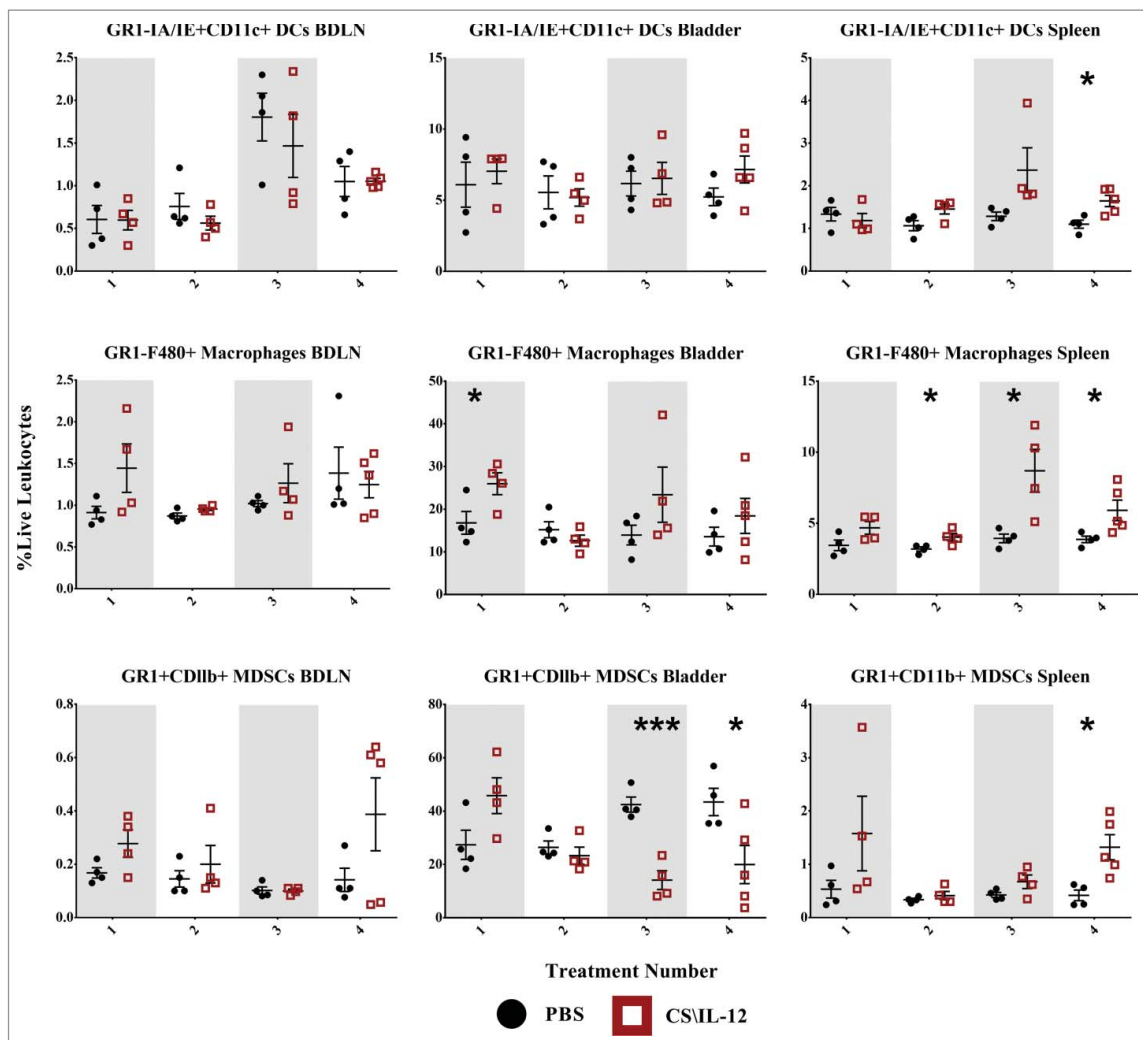 GR1-IA/IE+CD11c+ DCs BDLN
GR1-IA/IE+CD11c+ DCs Bladder
GR1-IA/IE+CD11c+ DCs Spleen
2.5
2.0
1.5
1.0
0.5
0.0
1 2 3 4
15
10
5
0
1 2 3 4
5
4
3
2
1
0
*
1 2 3 4
%Live Leukocytes
GR1-F480+ Macrophages BDLN
GR1-F480+ Macrophages Bladder
GR1-F480+ Macrophages Spleen
2.5
2.0
1.5
1.0
0.5
0.0
1 2 3 4
50
40
30
20
10
0
*
1 2 3 4
15
10
5
0
* * *
1 2 3 4
GR1+CDIIb+ MDSCs BDLN
GR1+CDIIb+ MDSCs Bladder
GR1+CD11b+ MDSCs Spleen
0.8
0.6
0.4
0.2
0.0
1 2 3 4
80
60
40
20
0
*** *
1 2 3 4
4
3
2
1
0
*
1 2 3 4
Treatment Number
PBS CS\IL-12